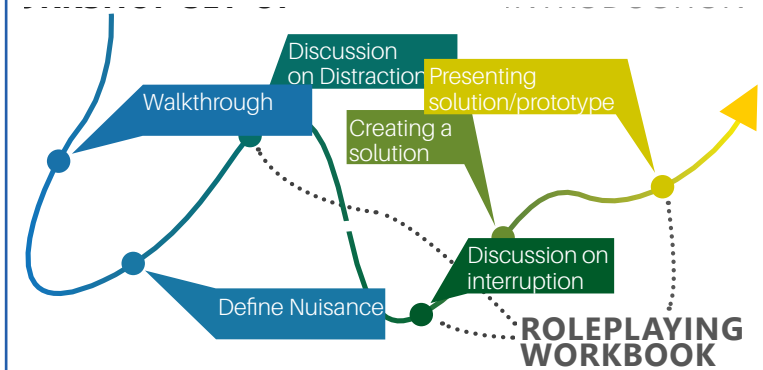 Discussion
on Distraction
Presenting
solution/prototype
Walkthrough
Creating a
solution
Discussion on
interruption
Define Nuisance
ROLEPLAYING
WORKBOOK